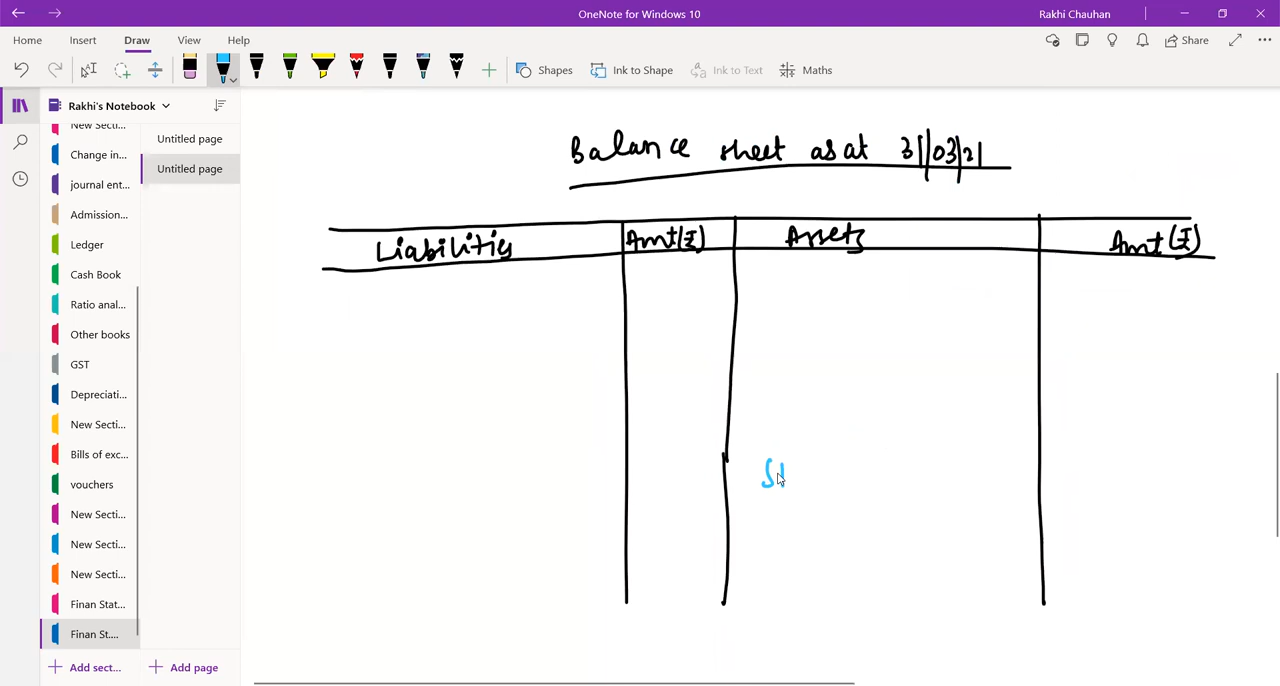 OneNote for Windows 10
Rakhi Chauhan
Home Insert Draw View Help
Share
Shapes Ink to Shape Ink to Text Maths
Rakhi's Notebook
New Secti...
Change in...
journal ent...
Admission...
Ledger
Cash Book
Ratio anal...
Other books
GST
Depreciati...
New Secti...
Bills of exc...
vouchers
New Secti...
New Secti...
New Secti...
Finan Stat...
Finan St....
Add sect...
Untitled page
Untitled page
Add page
Balance sheet as at 31/03/21
Liabilities Amt(₹) Assets Amt(₹)